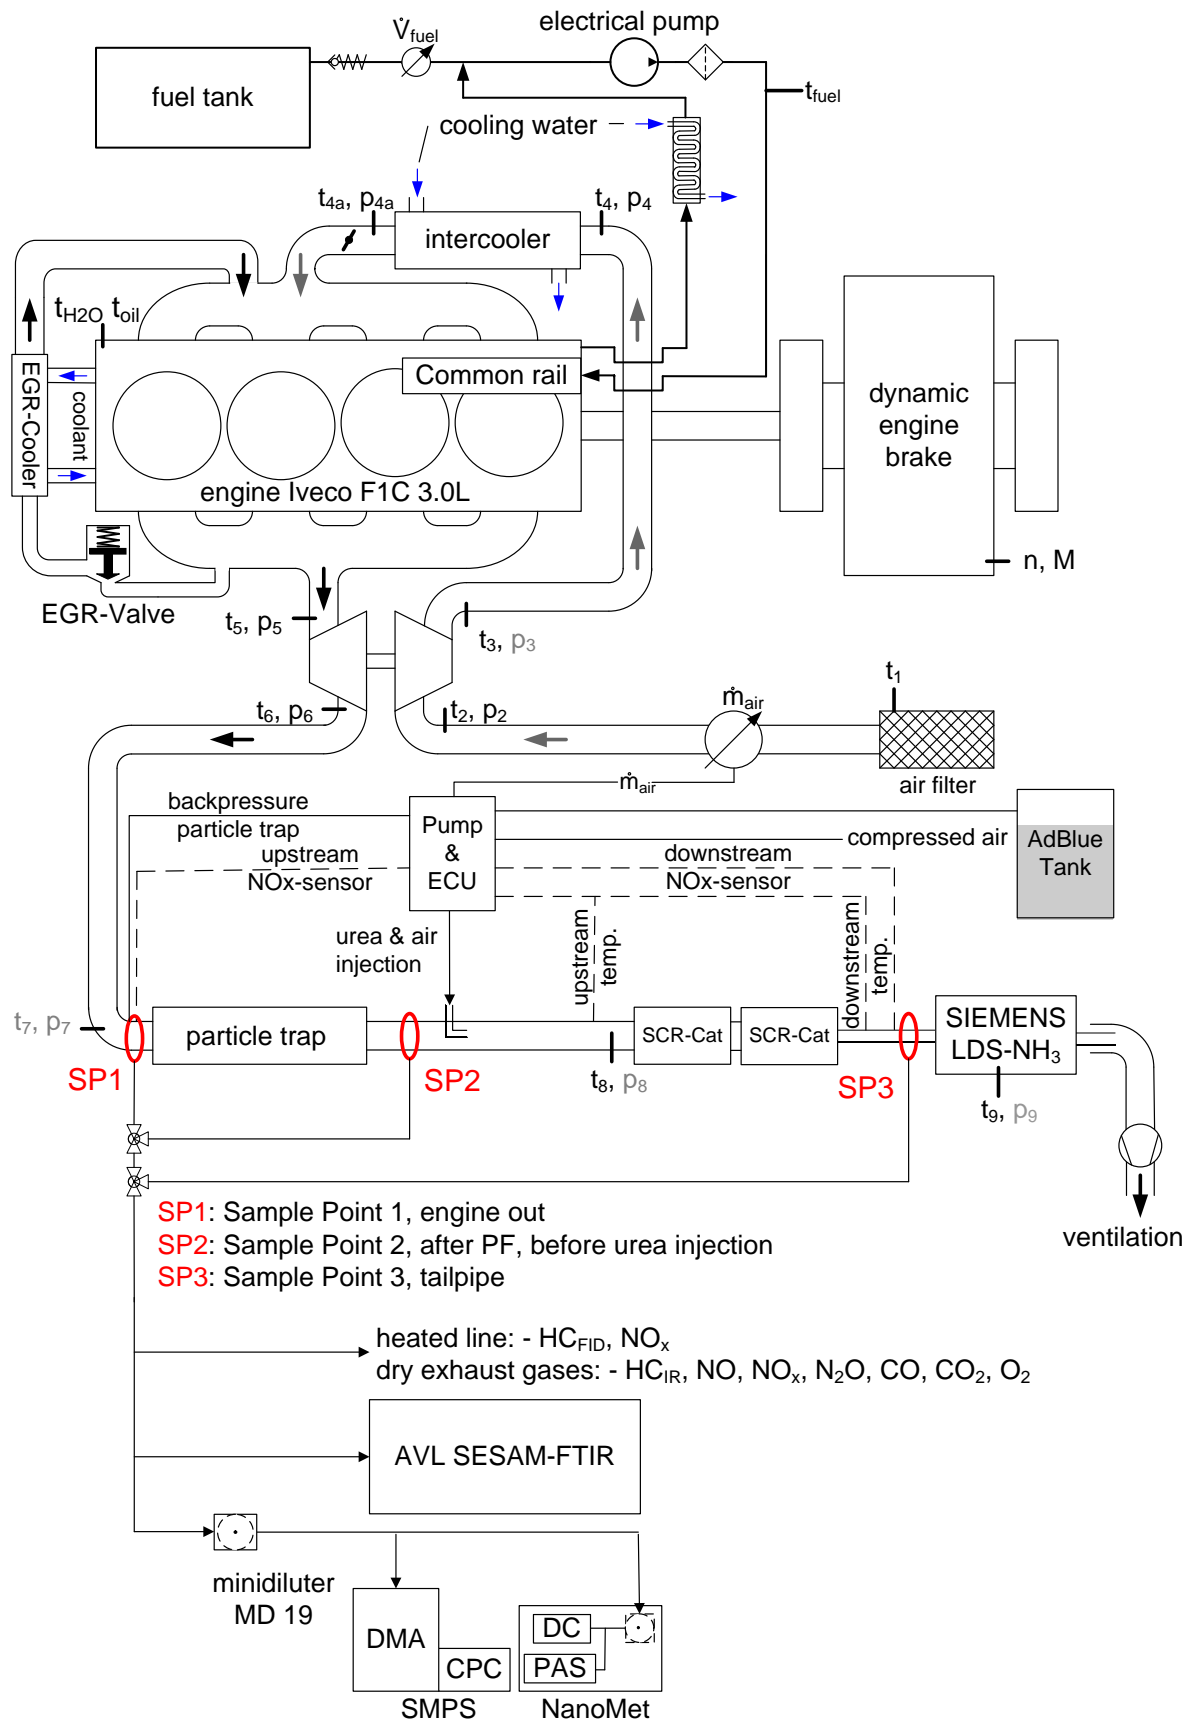 V̇fuel
electrical pump
fuel tank
tfuel
cooling water
t4a, p4a
t4, p4
intercooler
tH2O toil
EGR-Cooler
coolant
Common rail
engine Iveco F1C 3.0L
dynamic
engine
brake
n, M
EGR-Valve
t5, p5
t3, p3
t6, p6
t2, p2
ṁair
t1
air filter
ṁair
backpressure
particle trap
upstream
NOx-sensor
Pump
&
ECU
downstream
NOx-sensor
compressed air
AdBlue
Tank
urea & air
injection
upstream
temp.
downstream
temp.
t7, p7
particle trap
SCR-Cat
SCR-Cat
SIEMENS
LDS-NH3
SP1
SP2
SP3
t8, p8
t9, p9
SP1: Sample Point 1, engine out
SP2: Sample Point 2, after PF, before urea injection
SP3: Sample Point 3, tailpipe
ventilation
heated line: - HCFID, NOx
dry exhaust gases: - HCIR, NO, NOx, N2O, CO, CO2, O2
AVL SESAM-FTIR
minidiluter
MD 19
DMA
CPC
SMPS
DC
PAS
NanoMet